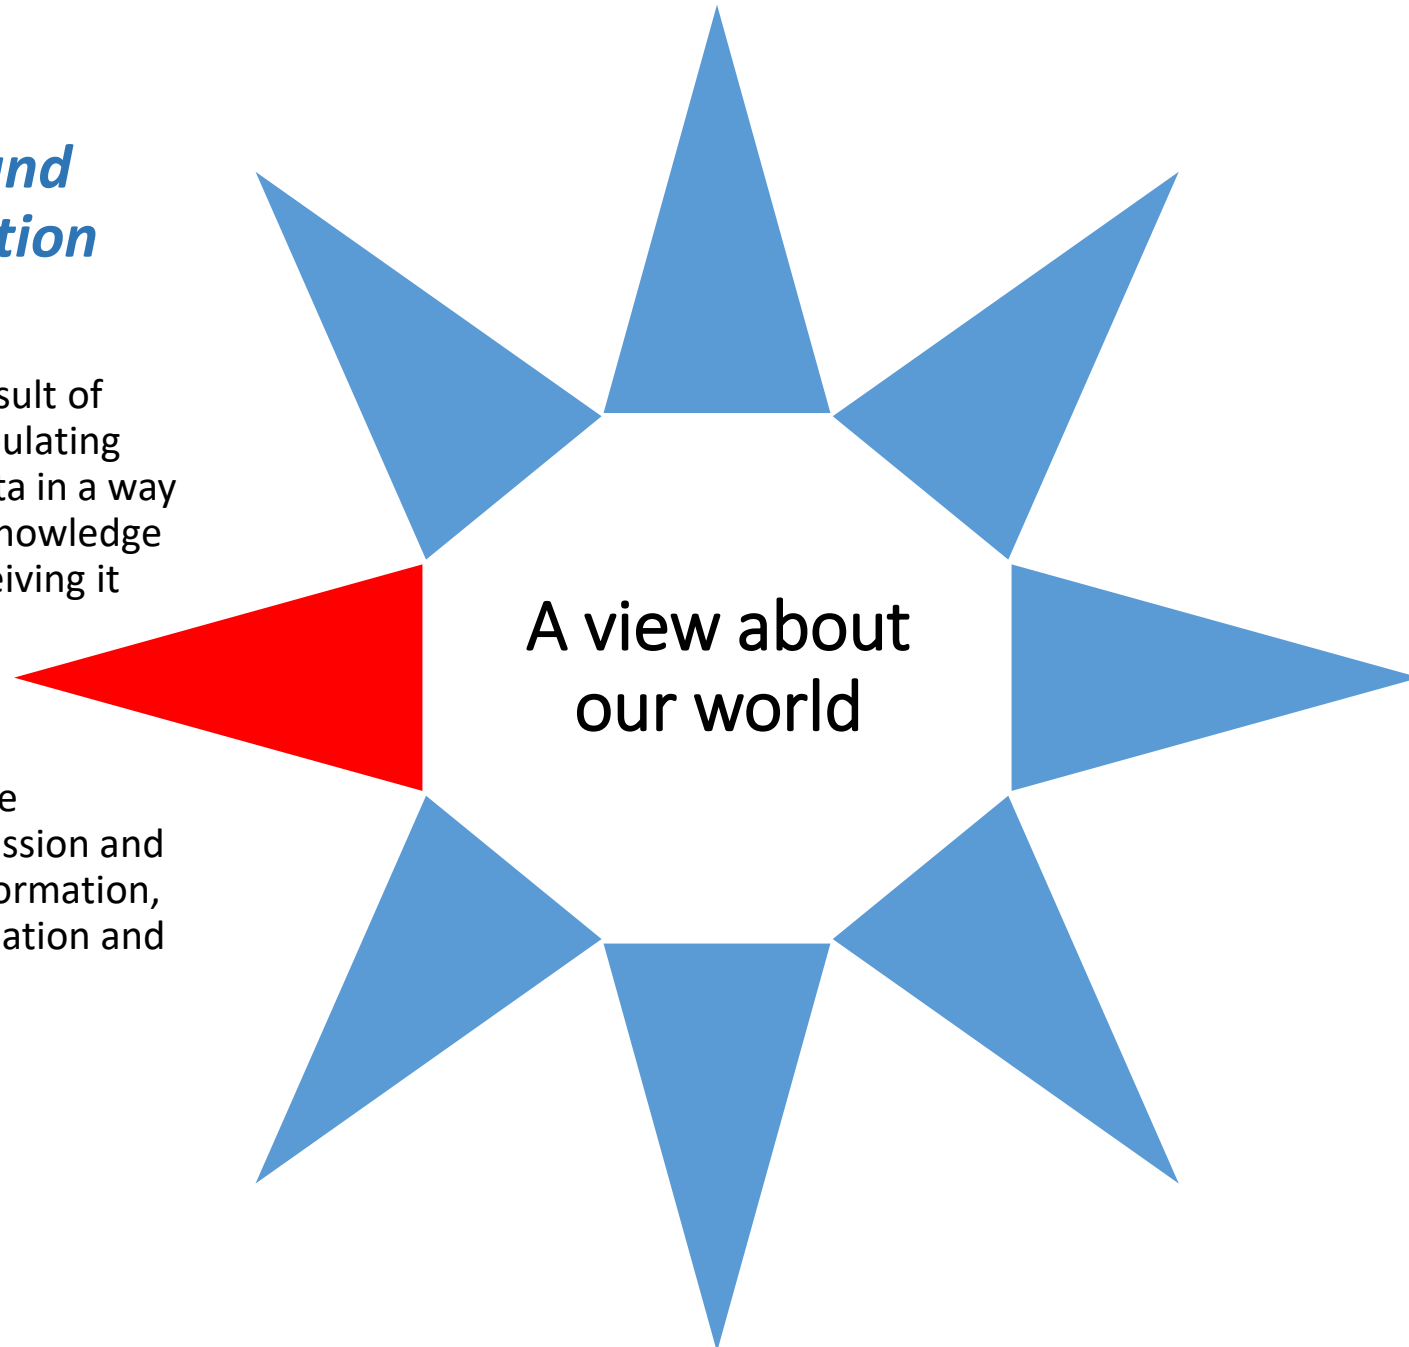 und
tion
sult of
ulating
ta in a way
nowledge
eiving it
A view about
our world
e
ssion and
ormation,
ation and